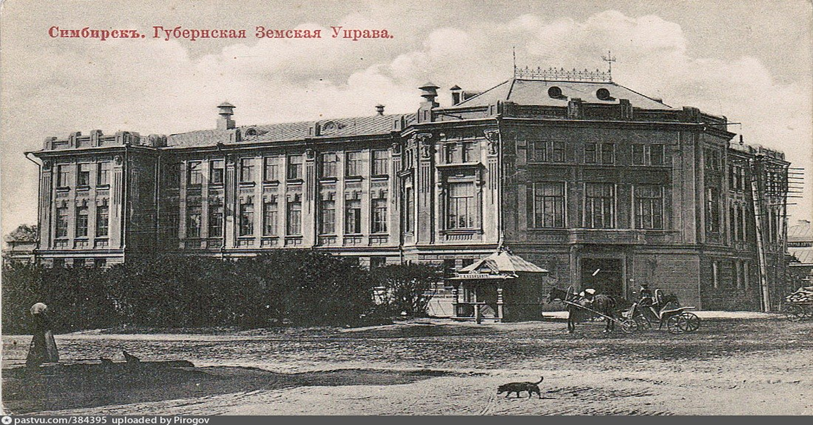 Симбирскъ. Губернская Земская Управа.
pastvu.com/384395 uploaded by Pirogov